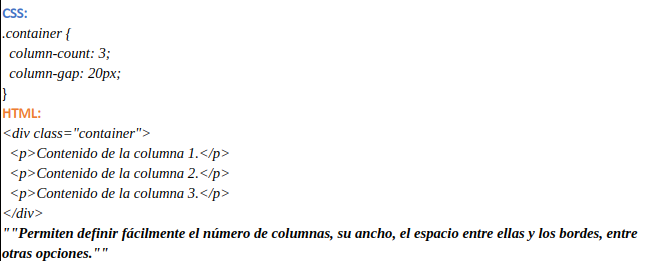 CSS:
.container {
column-count: 3;
column-gap: 20px;
}
HTML:
<div class="container">
<p>Contenido de la columna 1.</p>
<p>Contenido de la columna 2.</p>
<p>Contenido de la columna 3.</p>
</div>
""Permiten definir fácilmente el número de columnas, su ancho, el espacio entre ellas y los bordes, entre
otras opciones.""